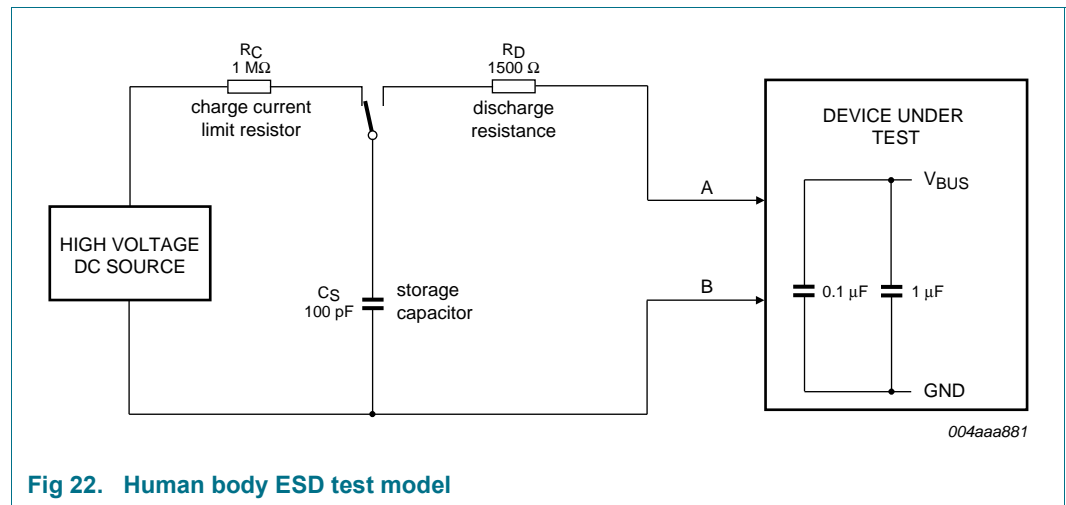 RC
1 MΩ
charge current
limit resistor
RD
1500 Ω
discharge
resistance
DEVICE UNDER
TEST
VBUS
A
HIGH VOLTAGE
DC SOURCE
CS
100 pF
storage
capacitor
B
0.1 μF
1 μF
GND
004aaa881
Fig 22. Human body ESD test model